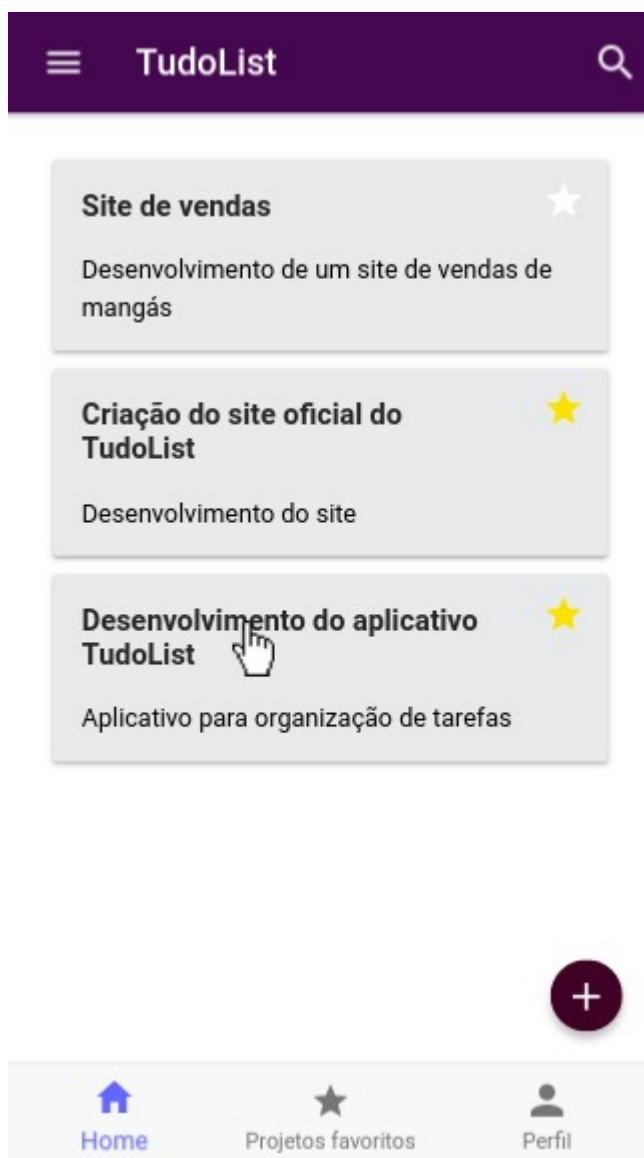 TudoList
Site de vendas
Desenvolvimento de um site de vendas de
mangás
Criação do site oficial do
TudoList
Desenvolvimento do site
Desenvolvimento do aplicativo
TudoList
Aplicativo para organização de tarefas
Home
Projetos favoritos
Perfil